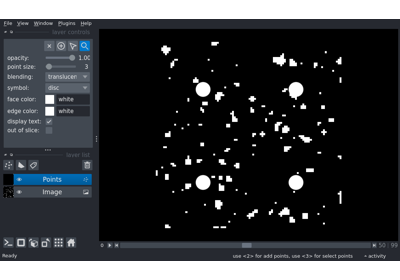 File View Window Plugins Help
layer controls
opacity: 1.00
point size: 3
blending: translucen
symbol: disc
face color: white
edge color: white
display text:
out of slice:
layer list
Points
Image
0 50 99
Ready use <2> for add points, use <3> for select points activity